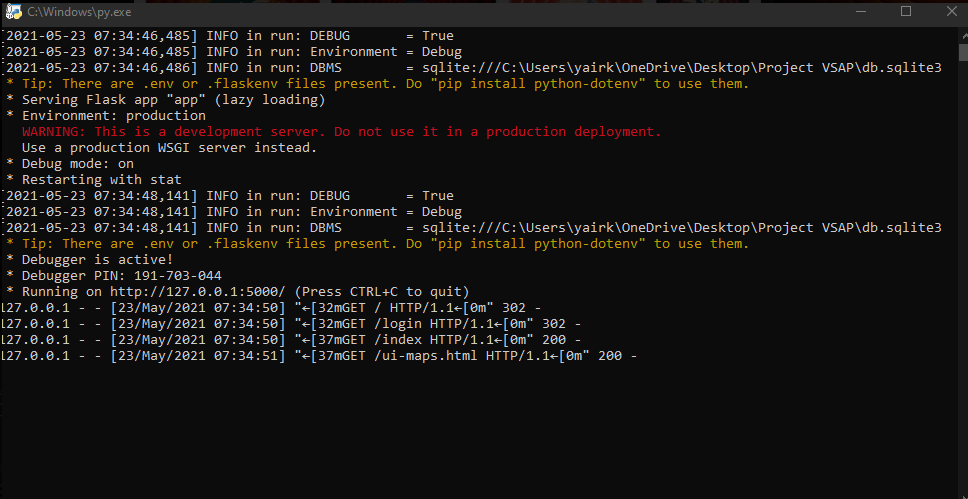 C:\Windows\py.exe
[2021-05-23 07:34:46,485] INFO in run: DEBUG       = True
[2021-05-23 07:34:46,485] INFO in run: Environment = Debug
[2021-05-23 07:34:46,486] INFO in run: DBMS        = sqlite:///C:\Users\yairk\OneDrive\Desktop\Project VSAP\db.sqlite3
* Tip: There are .env or .flaskenv files present. Do "pip install python-dotenv" to use them.
* Serving Flask app "app" (lazy loading)
* Environment: production
WARNING: This is a development server. Do not use it in a production deployment.
Use a production WSGI server instead.
* Debug mode: on
* Restarting with stat
[2021-05-23 07:34:48,141] INFO in run: DEBUG       = True
[2021-05-23 07:34:48,141] INFO in run: Environment = Debug
[2021-05-23 07:34:48,141] INFO in run: DBMS        = sqlite:///C:\Users\yairk\OneDrive\Desktop\Project VSAP\db.sqlite3
* Tip: There are .env or .flaskenv files present. Do "pip install python-dotenv" to use them.
* Debugger is active!
* Debugger PIN: 191-703-044
* Running on http://127.0.0.1:5000/ (Press CTRL+C to quit)
127.0.0.1 - - [23/May/2021 07:34:50] "←[32mGET / HTTP/1.1←[0m" 302 -
127.0.0.1 - - [23/May/2021 07:34:50] "←[32mGET /login HTTP/1.1←[0m" 302 -
127.0.0.1 - - [23/May/2021 07:34:50] "←[37mGET /index HTTP/1.1←[0m" 200 -
127.0.0.1 - - [23/May/2021 07:34:51] "←[37mGET /ui-maps.html HTTP/1.1←[0m" 200 -